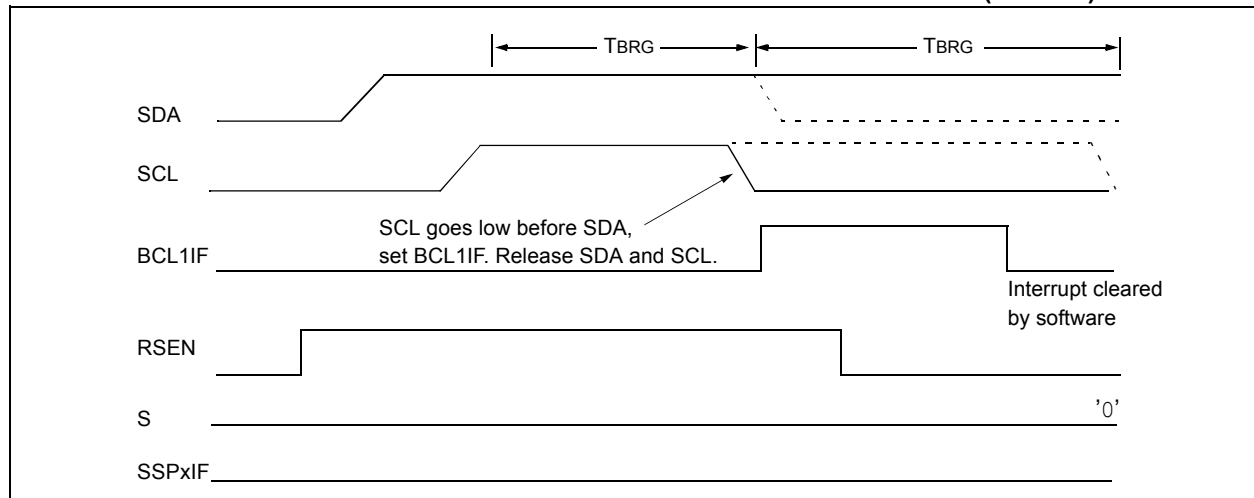 TBRG TBRG
SDA
SCL
SCL goes low before SDA,
set BCL1IF. Release SDA and SCL.
BCL1IF
Interrupt cleared
by software
RSEN
S '0'
SSPxIF